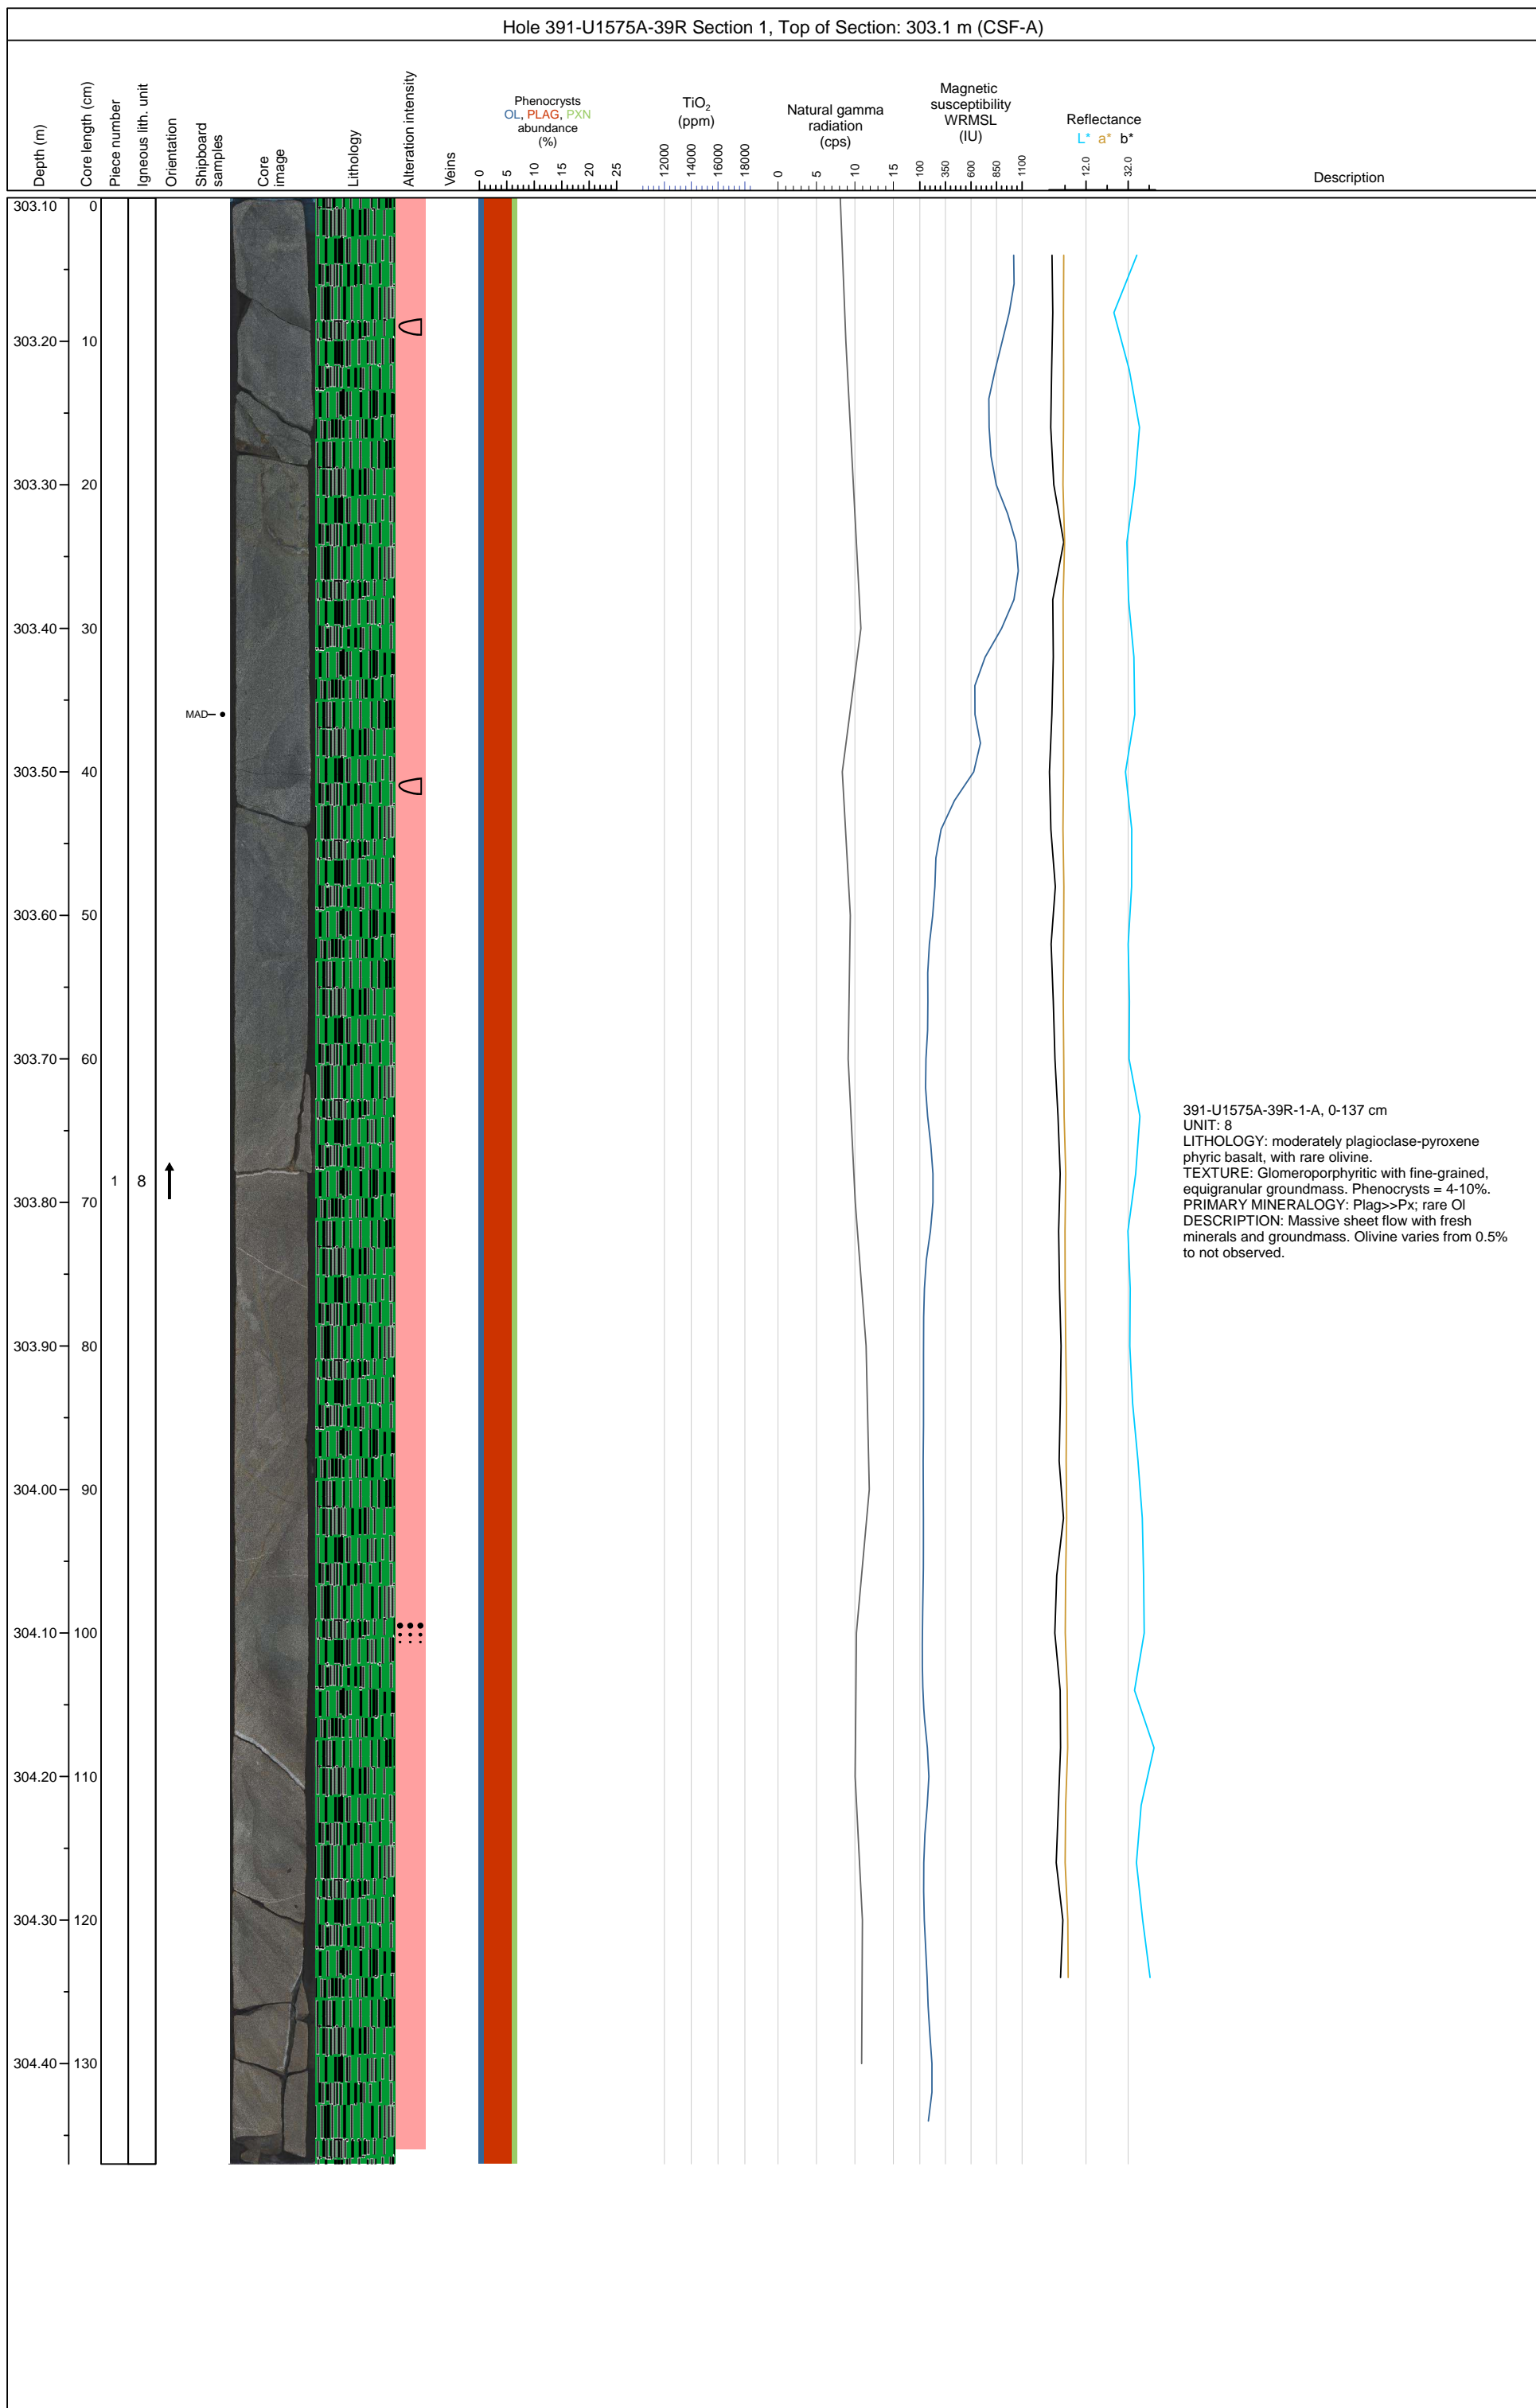 Hole 391-U1575A-39R Section 1, Top of Section: 303.1 m (CSF-A)
Depth (m)
Core length (cm)
Piece number
Igneous lith. unit
Orientation
Shipboard
samples
Core
image
Lithology
Alteration intensity
Veins
Phenocrysts
OL, PLAG, PXN
abundance
(%)
0 5 10 15 20 25
TiO2
(ppm)
12000 14000 16000 18000
Natural gamma
radiation
(cps)
0 5 10 15
Magnetic
susceptibility
WRMSL
(IU)
100 350 600 850 1100
Reflectance
L* a* b*
12.0 32.0
Description
303.10 0
303.20 10
303.30 20
303.40 30
MAD
303.50 40
303.60 50
303.70 60
1 8
303.80 70
303.90 80
304.00 90
304.10 100
304.20 110
304.30 120
304.40 130
391-U1575A-39R-1-A, 0-137 cm
UNIT: 8
LITHOLOGY: moderately plagioclase-pyroxene
phyric basalt, with rare olivine.
TEXTURE: Glomeroporphyritic with fine-grained,
equigranular groundmass. Phenocrysts = 4-10%.
PRIMARY MINERALOGY: Plag>>Px; rare Ol
DESCRIPTION: Massive sheet flow with fresh
minerals and groundmass. Olivine varies from 0.5%
to not observed.